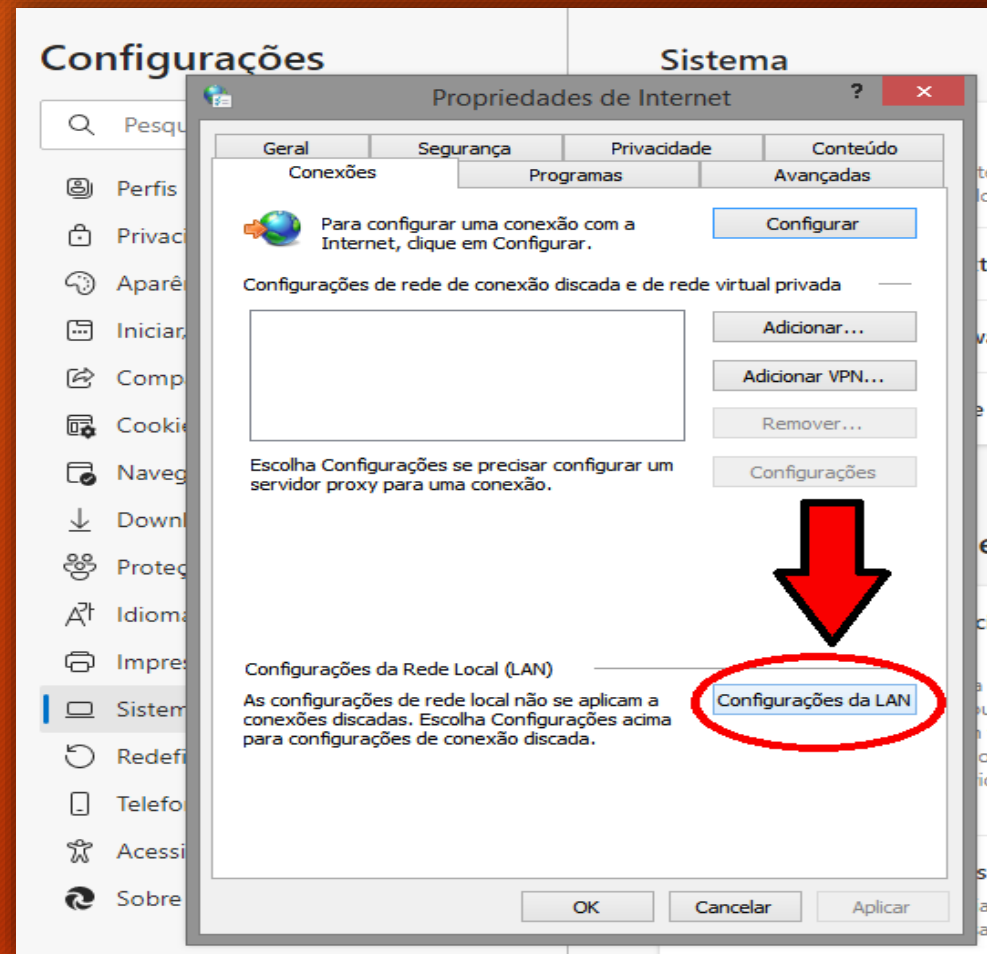 Configurações
Sistema
Propriedades de Internet
?
Pesqu
Geral
Segurança
Privacidade
Conteúdo
Conexões
Programas
Avançadas
Perfis
Privaci
Aparê
Iniciar,
Comp
Cookie
Naveg
Downl
Proteç
Idioma
Impres
Sistem
Redefi
Telefo
Acessi
Sobre
Para configurar uma conexão com a
Internet, clique em Configurar.
Configurar
Configurações de rede de conexão discada e de rede virtual privada
Adicionar...
Adicionar VPN...
Remover...
Escolha Configurações se precisar configurar um
servidor proxy para uma conexão.
Configurações
Configurações da Rede Local (LAN)
As configurações de rede local não se aplicam a
conexões discadas. Escolha Configurações acima
para configurações de conexão discada.
Configurações da LAN
OK
Cancelar
Aplicar